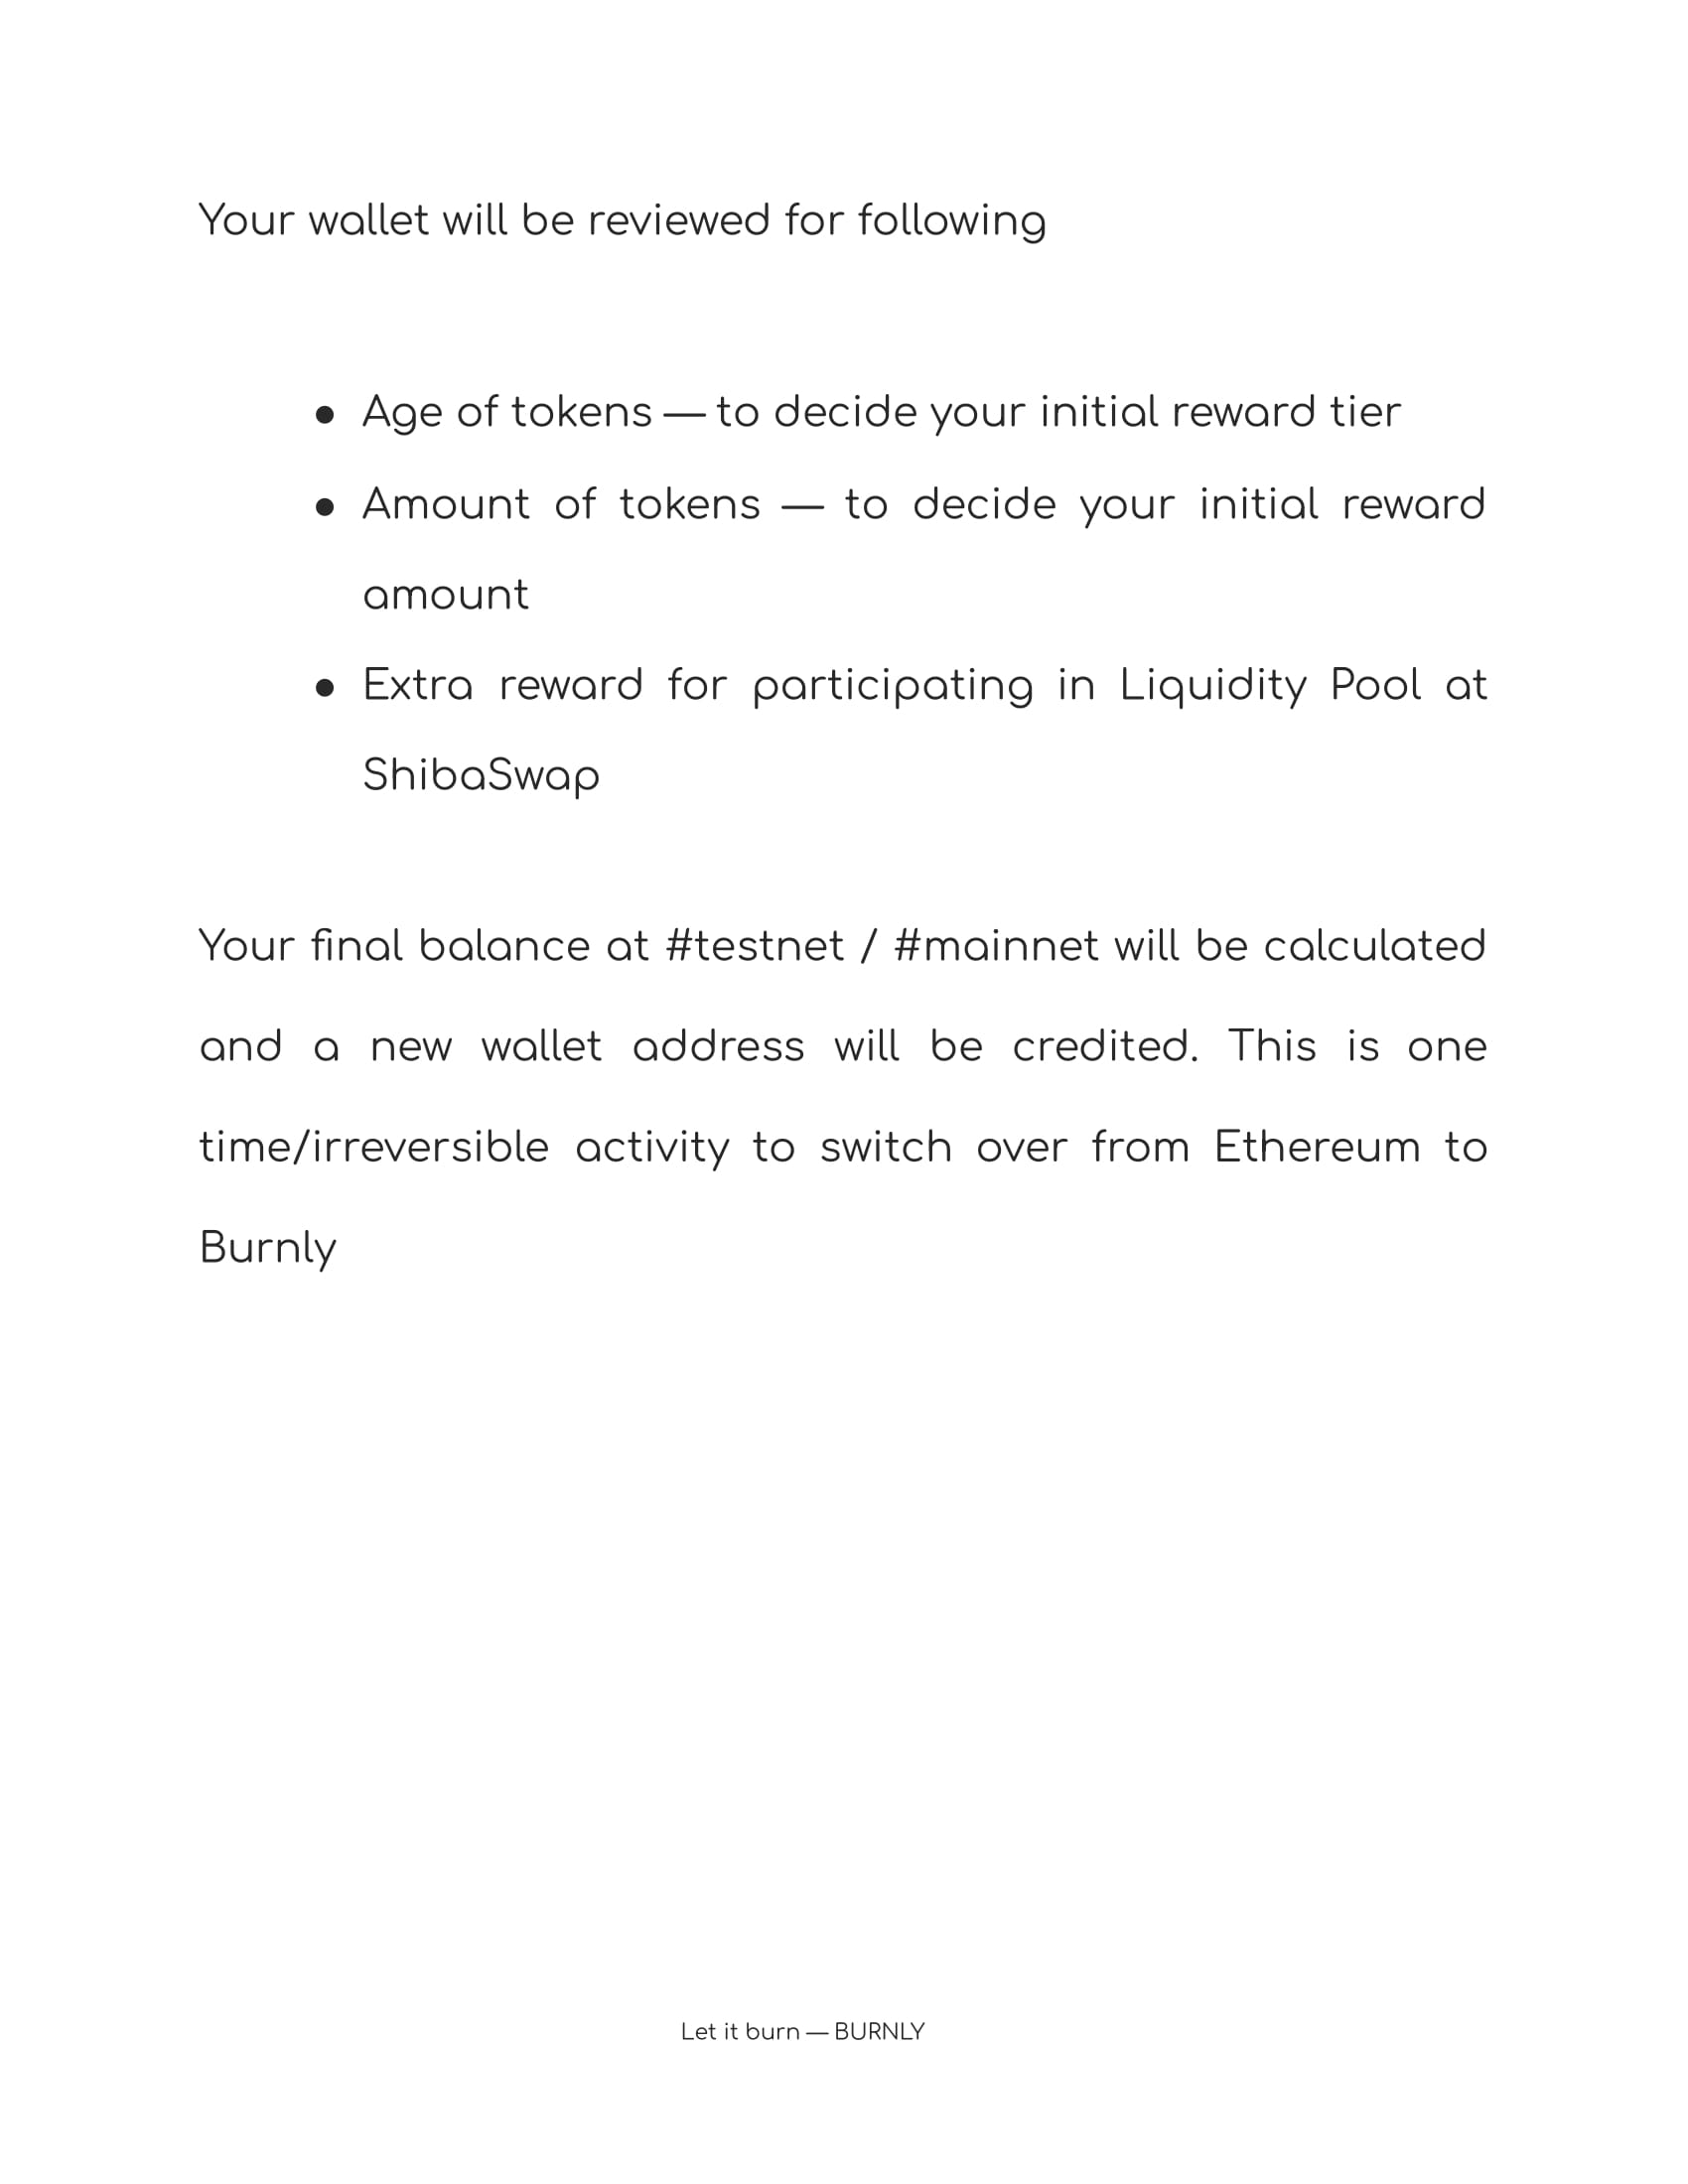 Your wallet will be reviewed for following
● Age of tokens — to decide your initial reward tier
● Amount of tokens — to decide your initial reward
amount
● Extra reward for participating in Liquidity Pool at
ShibaSwap
Your final balance at #testnet / #mainnet will be calculated
and a new wallet address will be credited. This is one
time/irreversible activity to switch over from Ethereum to
Burnly
Let it burn — BURNLY